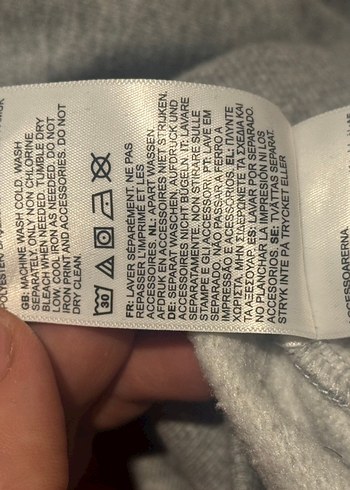 GB: MACHINE WASH COLD. WASH
SEPARATELY. ONLY NON - CHLORINE
BLEACH WHEN NEEDED. TUMBLE DRY
LOW. COOL IRON AS NEEDED. DO NOT
IRON PRINT AND ACCESSORIES. DO NOT
DRY CLEAN.
30
FR: LAVER SÉPARÉMENT. NE PAS
REPASSER L'IMPRIMÉ ET LES
ACCESSOIRES. NL: APART WASSEN.
AFDRUK EN ACCESSOIRES NIET STRIJKEN.
DE: SEPARAT WASCHEN. AUFDRUCK UND
ACCESSOIRES NICHT BÜGELN. IT: LAVARE
SEPARATAMENTE. NON STIRARE SULLE
STAMPE E GLI ACCESSORI. PT: LAVE EM
SEPARADO. NÃO PASSAR A FERRO A
IMPRESSÃO E ACESSÓRIOS. EL: ΠΛΥΝΤΕ
ΧΩΡΙΣΤΑ. ΜΗ ΣΙΔΕΡΩΝΕΤΕ ΤΑ ΣΧΕΔΙΑ ΚΑΙ
ΤΑ ΑΞΕΣΟΥΑΡ. ES: LAVAR POR SEPARADO.
NO PLANCHAR LA IMPRESIÓN NI LOS
ACCESORIOS. SE: TVÄTTAS SEPARAT.
STRYK INTE PÅ TRYCKET ELLER
ACCESSOARERNA.